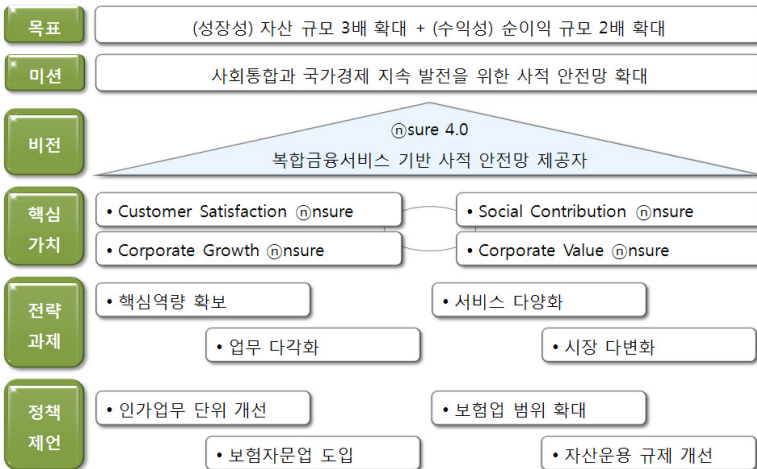 목표
(성장성) 자산 규모 3배 확대 + (수익성) 순이익 규모 2배 확대
미션
사회통합과 국가경제 지속 발전을 위한 사적 안전망 확대
비전
ⓝsure 4.0
복합금융서비스 기반 사적 안전망 제공자
핵심
가치
• Customer Satisfaction ⓝnsure
• Social Contribution ⓝnsure
• Corporate Growth ⓝnsure
• Corporate Value ⓝnsure
전략
과제
• 핵심역량 확보
• 서비스 다양화
• 업무 다각화
• 시장 다변화
정책
제언
• 인가업무 단위 개선
• 보험업 범위 확대
• 보험자문업 도입
• 자산운용 규제 개선